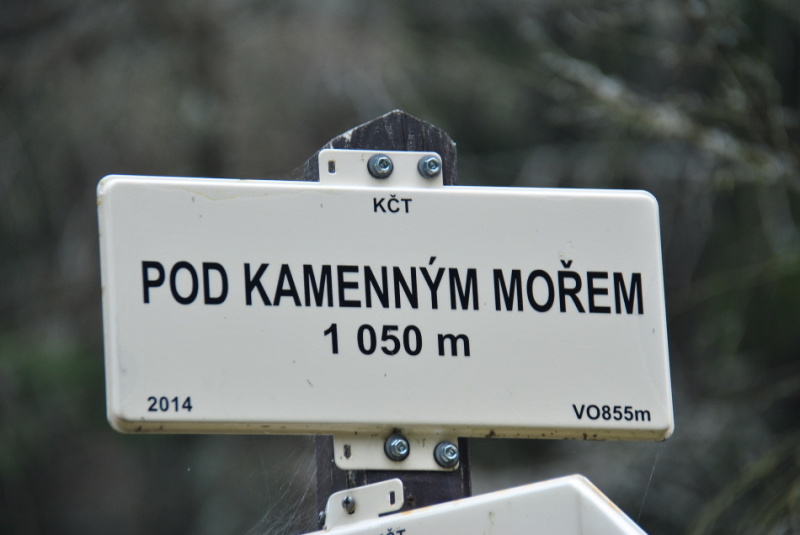 KČT
POD KAMENNÝM MOŘEM
1 050 m
2014 VO855m